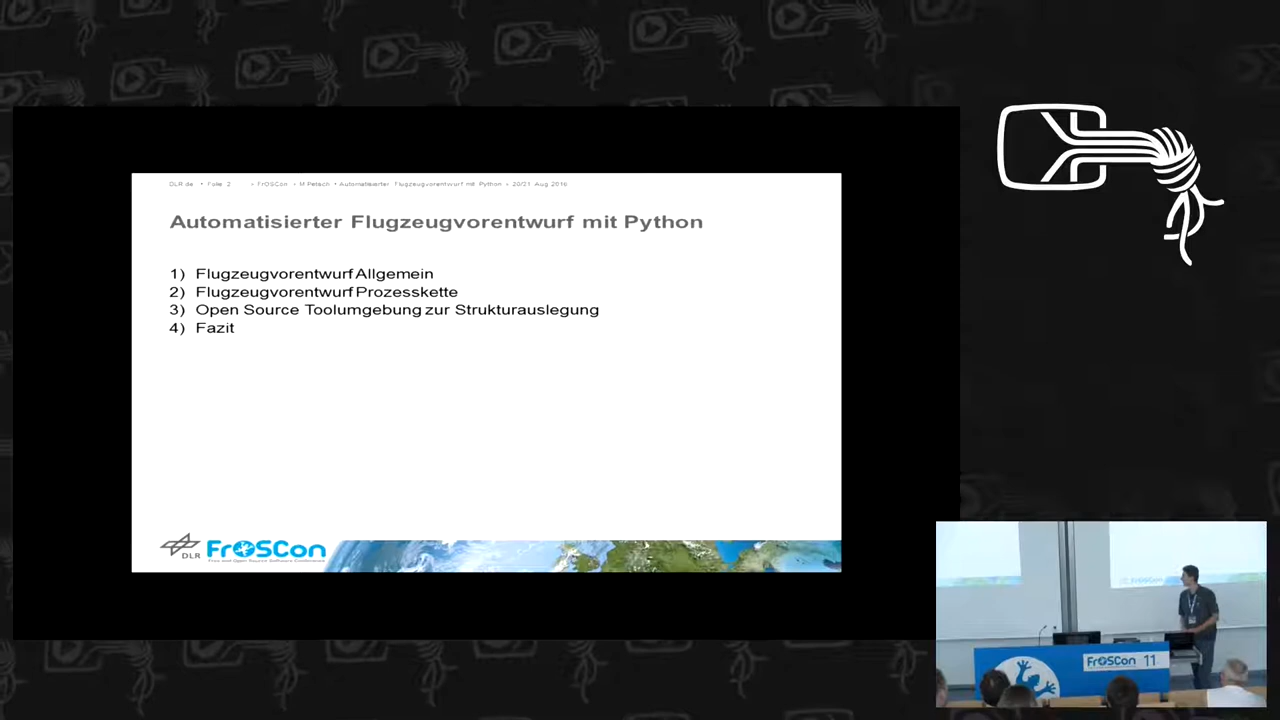 DLR.de • Folie 2 > FrOSCon > M Petsch • Automatisierter Flugzeugvorentwurf mit Python > 20/21 Aug 2016
Automatisierter Flugzeugvorentwurf mit Python
1) Flugzeugvorentwurf Allgemein
2) Flugzeugvorentwurf Prozesskette
3) Open Source Toolumgebung zur Strukturauslegung
4) Fazit
DLR
FrOSCon
Free and Open Source Software Conference
FrOSCon
FrOSCon 11